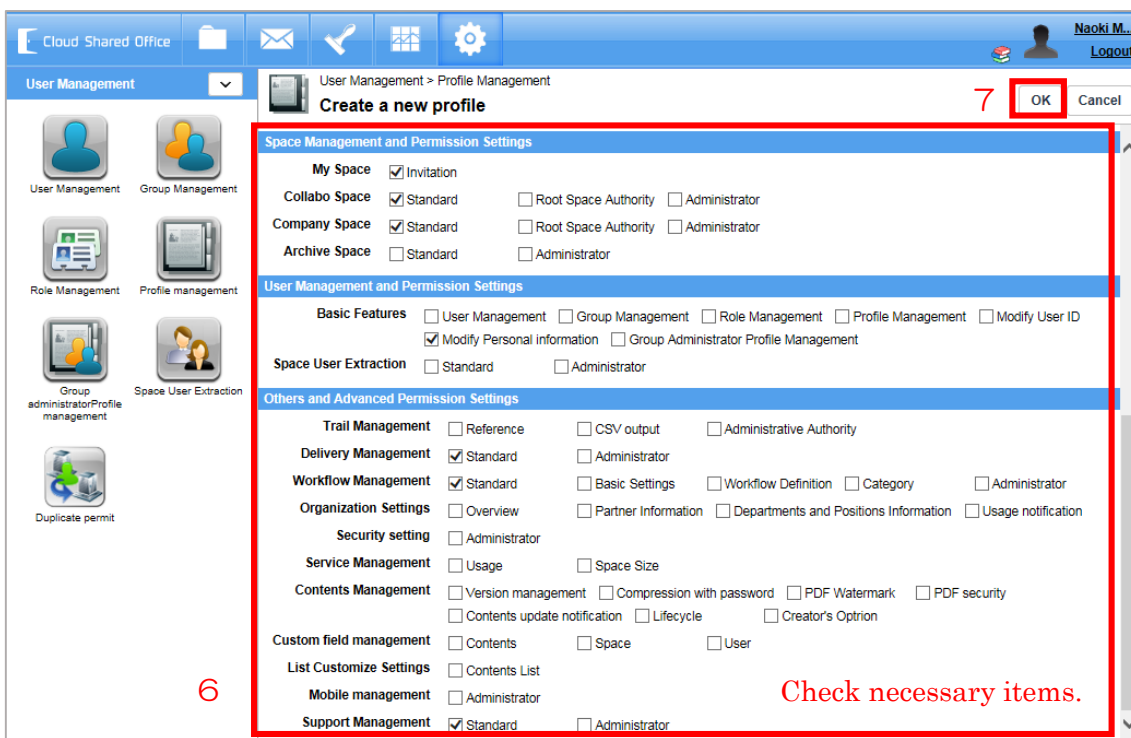 Cloud Shared Office
Naoki M...
Logout
User Management
User Management > Profile Management
Create a new profile
7
OK
Cancel
User Management
Group Management
Role Management
Profile management
Group
administratorProfile
management
Space User Extraction
Duplicate permit
Space Management and Permission Settings
My Space Invitation
Collabo Space Standard Root Space Authority Administrator
Company Space Standard Root Space Authority Administrator
Archive Space Standard Administrator
User Management and Permission Settings
Basic Features User Management Group Management Role Management Profile Management Modify User ID
Modify Personal information Group Administrator Profile Management
Space User Extraction Standard Administrator
Others and Advanced Permission Settings
Trail Management Reference CSV output Administrative Authority
Delivery Management Standard Administrator
Workflow Management Standard Basic Settings Workflow Definition Category Administrator
Organization Settings Overview Partner Information Departments and Positions Information Usage notification
Security setting Administrator
Service Management Usage Space Size
Contents Management Version management Compression with password PDF Watermark PDF security
Contents update notification Lifecycle Creator's Optrion
Custom field management Contents Space User
List Customize Settings Contents List
Mobile management Administrator
Support Management Standard Administrator
6
Check necessary items.